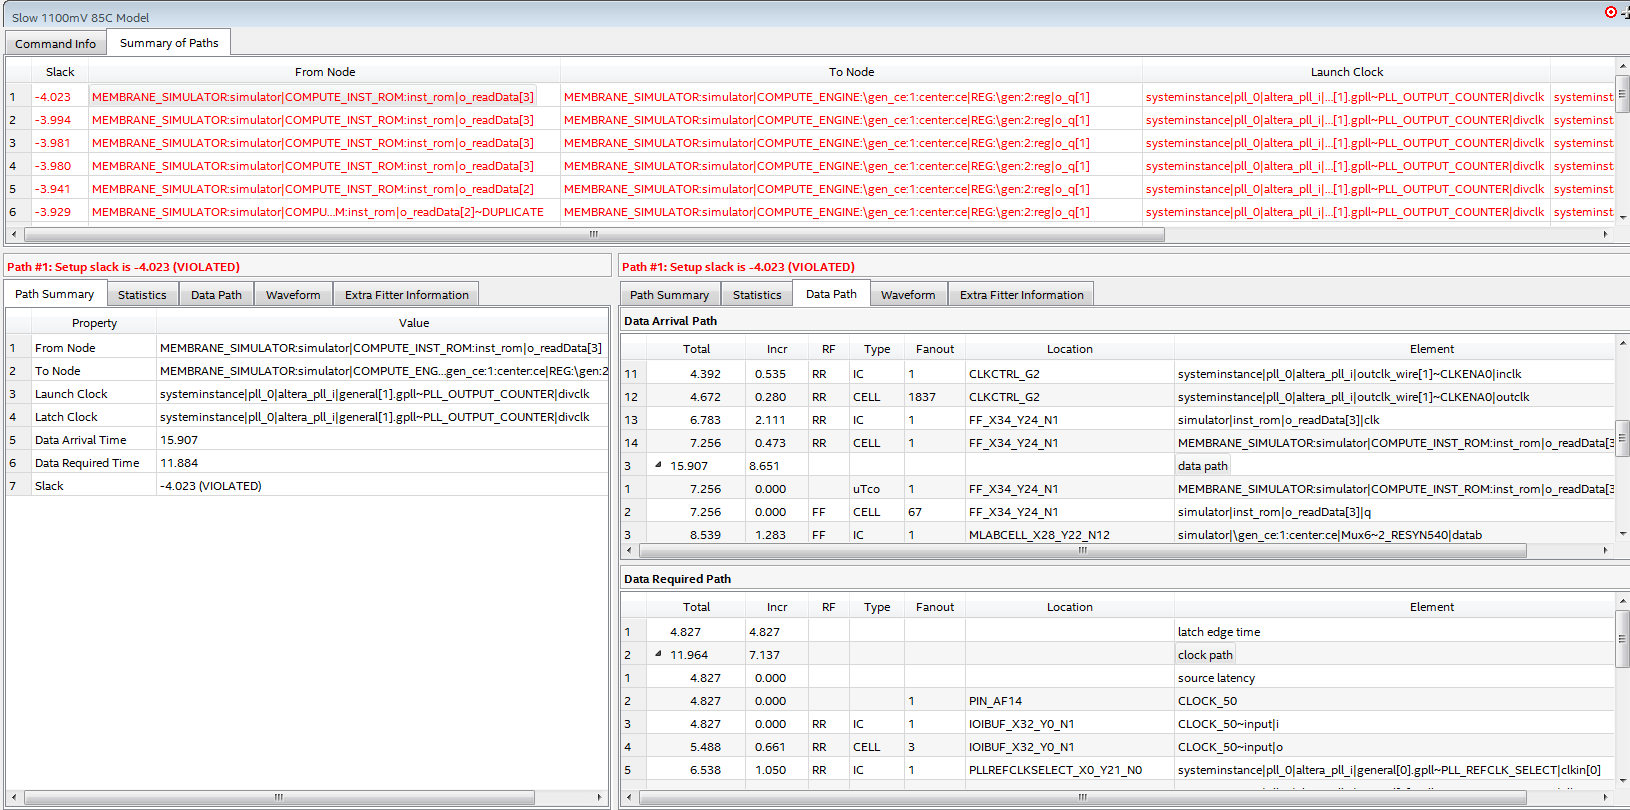 Slow 1100mV 85C Model
Command Info Summary of Paths
Slack From Node To Node Launch Clock
1 -4.023 MEMBRANE_SIMULATOR:simulator|COMPUTE_INST_ROM:inst_rom|o_readData[3] MEMBRANE_SIMULATOR:simulator|COMPUTE_ENGINE:\gen_ce:1:center:ce|REG:\gen:2:reg|o_q[1] systeminstance|pll_0|altera_pll_i|...[1].gpll~PLL_OUTPUT_COUNTER|divclk systeminst
2 -3.994 MEMBRANE_SIMULATOR:simulator|COMPUTE_INST_ROM:inst_rom|o_readData[3] MEMBRANE_SIMULATOR:simulator|COMPUTE_ENGINE:\gen_ce:1:center:ce|REG:\gen:2:reg|o_q[1] systeminstance|pll_0|altera_pll_i|...[1].gpll~PLL_OUTPUT_COUNTER|divclk systeminst
3 -3.981 MEMBRANE_SIMULATOR:simulator|COMPUTE_INST_ROM:inst_rom|o_readData[3] MEMBRANE_SIMULATOR:simulator|COMPUTE_ENGINE:\gen_ce:1:center:ce|REG:\gen:2:reg|o_q[1] systeminstance|pll_0|altera_pll_i|...[1].gpll~PLL_OUTPUT_COUNTER|divclk systeminst
4 -3.980 MEMBRANE_SIMULATOR:simulator|COMPUTE_INST_ROM:inst_rom|o_readData[3] MEMBRANE_SIMULATOR:simulator|COMPUTE_ENGINE:\gen_ce:1:center:ce|REG:\gen:2:reg|o_q[1] systeminstance|pll_0|altera_pll_i|...[1].gpll~PLL_OUTPUT_COUNTER|divclk systeminst
5 -3.941 MEMBRANE_SIMULATOR:simulator|COMPUTE_INST_ROM:inst_rom|o_readData[2] MEMBRANE_SIMULATOR:simulator|COMPUTE_ENGINE:\gen_ce:1:center:ce|REG:\gen:2:reg|o_q[1] systeminstance|pll_0|altera_pll_i|...[1].gpll~PLL_OUTPUT_COUNTER|divclk systeminst
6 -3.929 MEMBRANE_SIMULATOR:simulator|COMPU...M:inst_rom|o_readData[2]~DUPLICATE MEMBRANE_SIMULATOR:simulator|COMPUTE_ENGINE:\gen_ce:1:center:ce|REG:\gen:2:reg|o_q[1] systeminstance|pll_0|altera_pll_i|...[1].gpll~PLL_OUTPUT_COUNTER|divclk systeminst
Path #1: Setup slack is -4.023 (VIOLATED)
Path Summary Statistics Data Path Waveform Extra Fitter Information
Property Value
1 From Node MEMBRANE_SIMULATOR:simulator|COMPUTE_INST_ROM:inst_rom|o_readData[3]
2 To Node MEMBRANE_SIMULATOR:simulator|COMPUTE_ENG...gen_ce:1:center:ce|REG:\gen:2
3 Launch Clock systeminstance|pll_0|altera_pll_i|general[1].gpll~PLL_OUTPUT_COUNTER|divclk
4 Latch Clock systeminstance|pll_0|altera_pll_i|general[1].gpll~PLL_OUTPUT_COUNTER|divclk
5 Data Arrival Time 15.907
6 Data Required Time 11.884
7 Slack -4.023 (VIOLATED)
Path #1: Setup slack is -4.023 (VIOLATED)
Path Summary Statistics Data Path Waveform Extra Fitter Information
Data Arrival Path
Total Incr RF Type Fanout Location Element
11 4.392 0.535 RR IC 1 CLKCTRL_G2 systeminstance|pll_0|altera_pll_i|outclk_wire[1]~CLKENA0|inclk
12 4.672 0.280 RR CELL 1837 CLKCTRL_G2 systeminstance|pll_0|altera_pll_i|outclk_wire[1]~CLKENA0|outclk
13 6.783 2.111 RR IC 1 FF_X34_Y24_N1 simulator|inst_rom|o_readData[3]|clk
14 7.256 0.473 RR CELL 1 FF_X34_Y24_N1 MEMBRANE_SIMULATOR:simulator|COMPUTE_INST_ROM:inst_rom|o_readData[3
3 15.907 8.651 data path
1 7.256 0.000 uTco 1 FF_X34_Y24_N1 MEMBRANE_SIMULATOR:simulator|COMPUTE_INST_ROM:inst_rom|o_readData[3
2 7.256 0.000 FF CELL 67 FF_X34_Y24_N1 simulator|inst_rom|o_readData[3]|q
3 8.539 1.283 FF IC 1 MLABCELL_X28_Y22_N12 simulator|\gen_ce:1:center:ce|Mux6~2_RESYN540|datab
Data Required Path
Total Incr RF Type Fanout Location Element
1 4.827 4.827 latch edge time
2 11.964 7.137 clock path
1 4.827 0.000 source latency
2 4.827 0.000 1 PIN_AF14 CLOCK_50
3 4.827 0.000 RR IC 1 IOIBUF_X32_Y0_N1 CLOCK_50~input|i
4 5.488 0.661 RR CELL 3 IOIBUF_X32_Y0_N1 CLOCK_50~input|o
5 6.538 1.050 RR IC 1 PLLREFCLKSELECT_X0_Y21_N0 systeminstance|pll_0|altera_pll_i|general[0].gpll~PLL_REFCLK_SELECT|clkin[0]